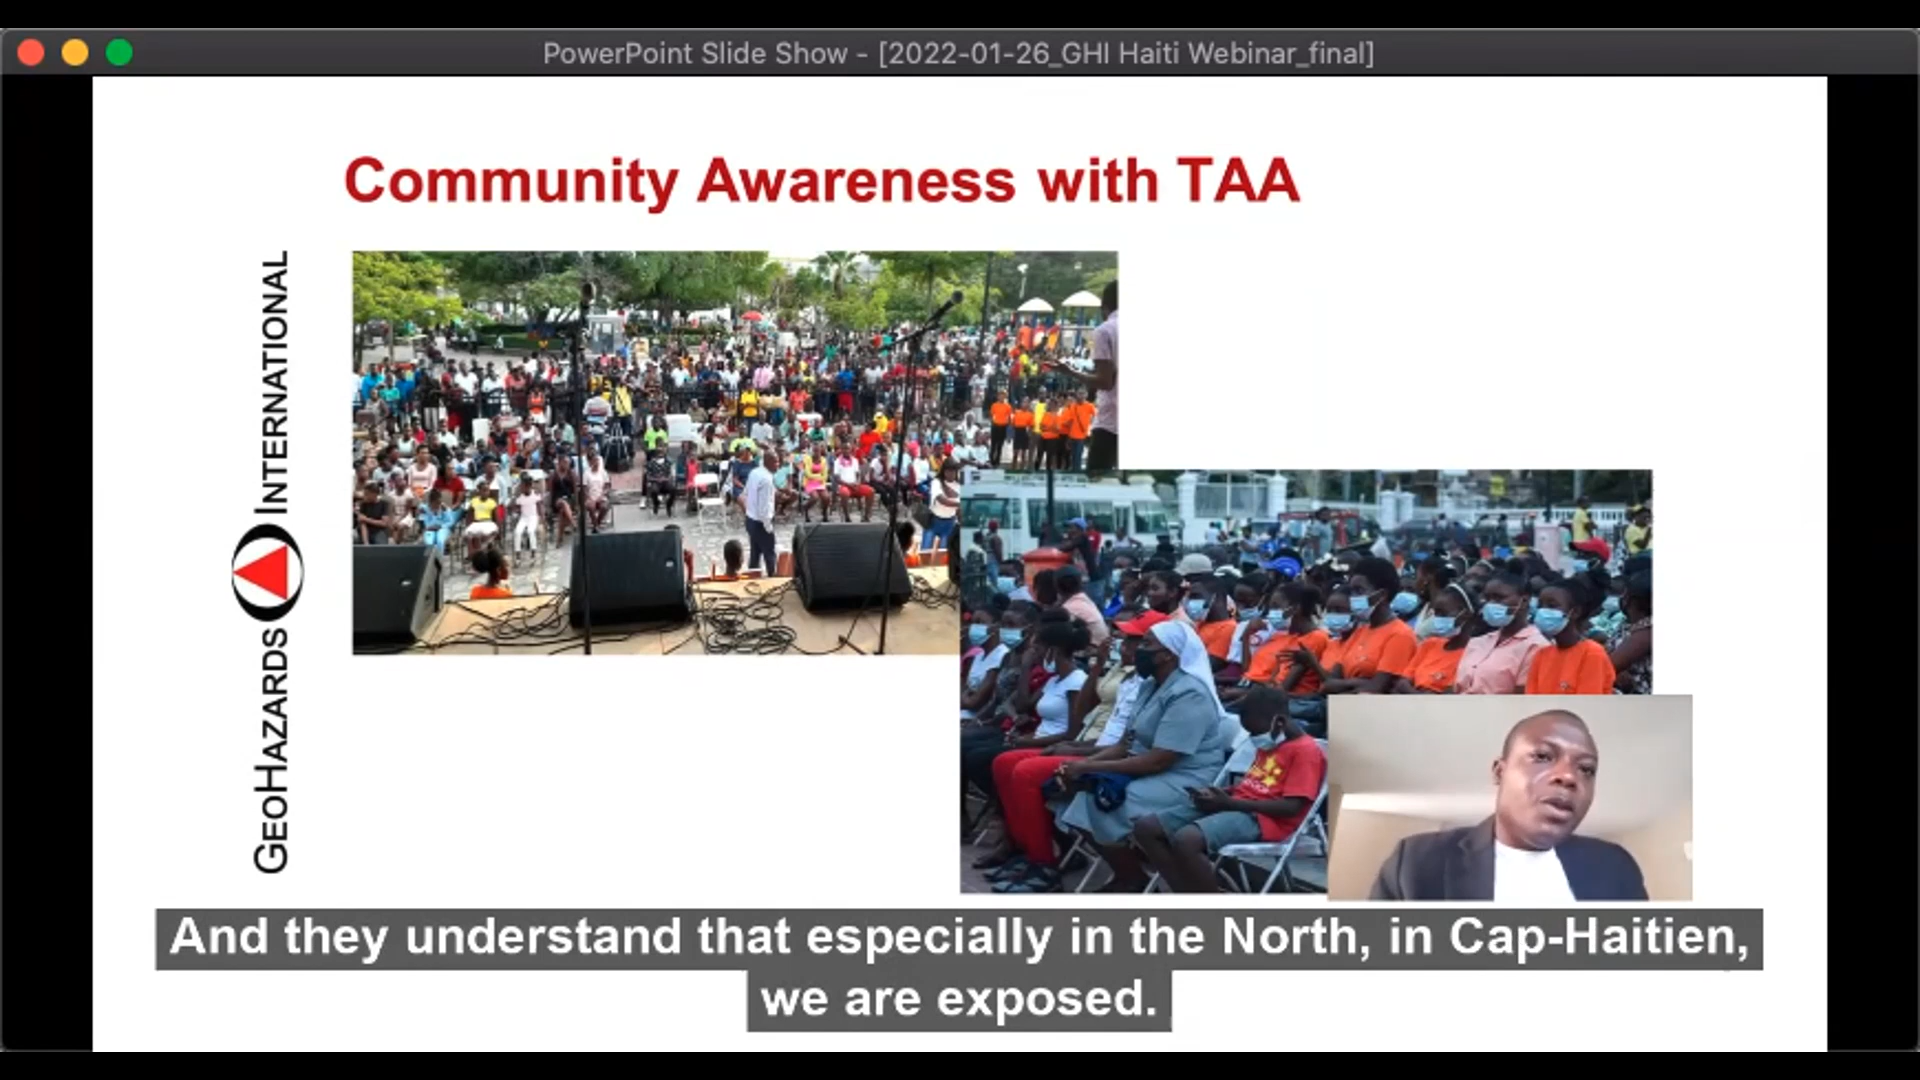 PowerPoint Slide Show - [2022-01-26_GHI Haiti Webinar_final]
Community Awareness with TAA
GEOHAZARDS INTERNATIONAL
And they understand that especially in the North, in Cap-Haitien,
we are exposed.